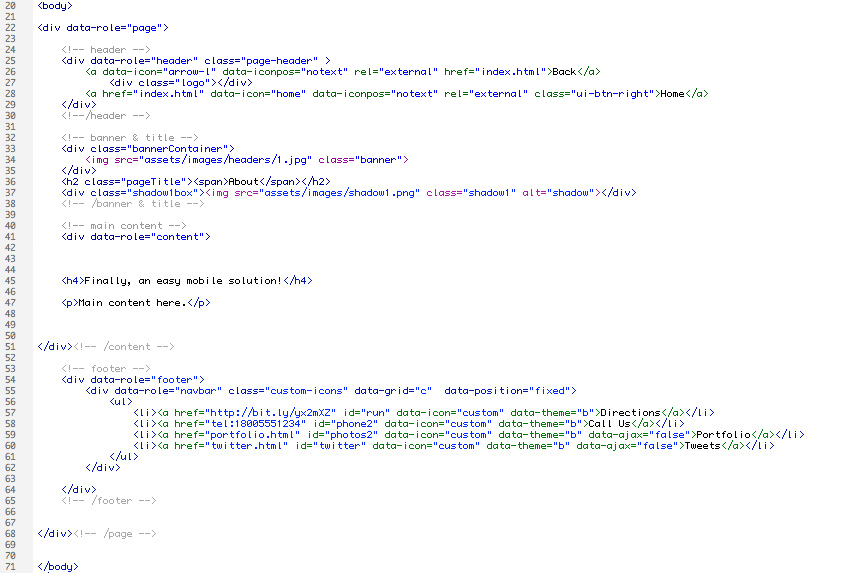 20 <body>
21
22 <div data-role="page">
23
24 <!-- header -->
25 <div data-role="header" class="page-header" >
26 <a data-icon="arrow-l" data-iconpos="notext" rel="external" href="index.html">Back</a>
27 <div class="logo"></div>
28 <a href="index.html" data-icon="home" data-iconpos="notext" rel="external" class="ui-btn-right">Home</a>
29 </div>
30 <!--/header -->
31
32 <!-- banner & title -->
33 <div class="bannerContainer">
34 <img src="assets/images/headers/1.jpg" class="banner">
35 </div>
36 <h2 class="pageTitle"><span>About</span></h2>
37 <div class="shadow1box"><img src="assets/images/shadow1.png" class="shadow1" alt="shadow"></div>
38 <!-- /banner & title -->
39
40 <!-- main content -->
41 <div data-role="content">
42
43
44
45 <h4>Finally, an easy mobile solution!</h4>
46
47 <p>Main content here.</p>
48
49
50
51 </div><!-- /content -->
52
53 <!-- footer -->
54 <div data-role="footer">
55 <div data-role="navbar" class="custom-icons" data-grid="c"  data-position="fixed">
56 <ul>
57 <li><a href="http://bit.ly/yx2mXZ" id="run" data-icon="custom" data-theme="b">Directions</a></li>
58 <li><a href="tel:18005551234" id="phone2" data-icon="custom" data-theme="b">Call Us</a></li>
59 <li><a href="portfolio.html" id="photos2" data-icon="custom" data-theme="b" data-ajax="false">Portfolio</a></li>
60 <li><a href="twitter.html" id="twitter" data-icon="custom" data-theme="b" data-ajax="false">Tweets</a></li>
61 </ul>
62 </div>
63
64 </div>
65 <!-- /footer -->
66
67
68 </div><!-- /page -->
69
70
71 </body>